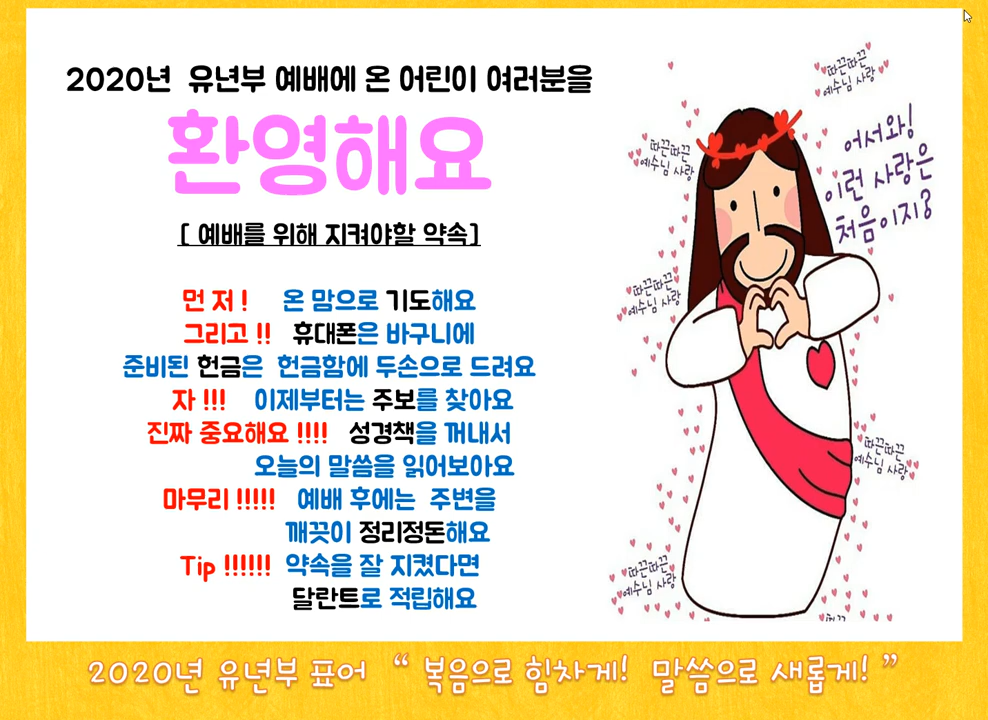 2020년 유년부 예배에 온 어린이 여러분을
환영해요
[ 예배를 위해 지켜야할 약속]
먼 저 ! 온 맘으로 기도해요
그리고 !! 휴대폰은 바구니에
준비된 헌금은 헌금함에 두손으로 드려요
자 !!! 이제부터는 주보를 찾아요
진짜 중요해요 !!!! 성경책을 꺼내서
오늘의 말씀을 읽어보아요
마무리 !!!!! 예배 후에는 주변을
깨끗이 정리정돈해요
Tip !!!!!! 약속을 잘 지켰다면
달란트로 적립해요
따끈따끈
예수님 사랑
어서와!
이런 사랑은
처음이지?
따끈따끈
예수님 사랑
따끈따끈
예수님 사랑
따끈따끈
예수님 사랑
따끈따끈
예수님 사랑
2020년 유년부 표어 “ 복음으로 힘차게! 말씀으로 새롭게! ”